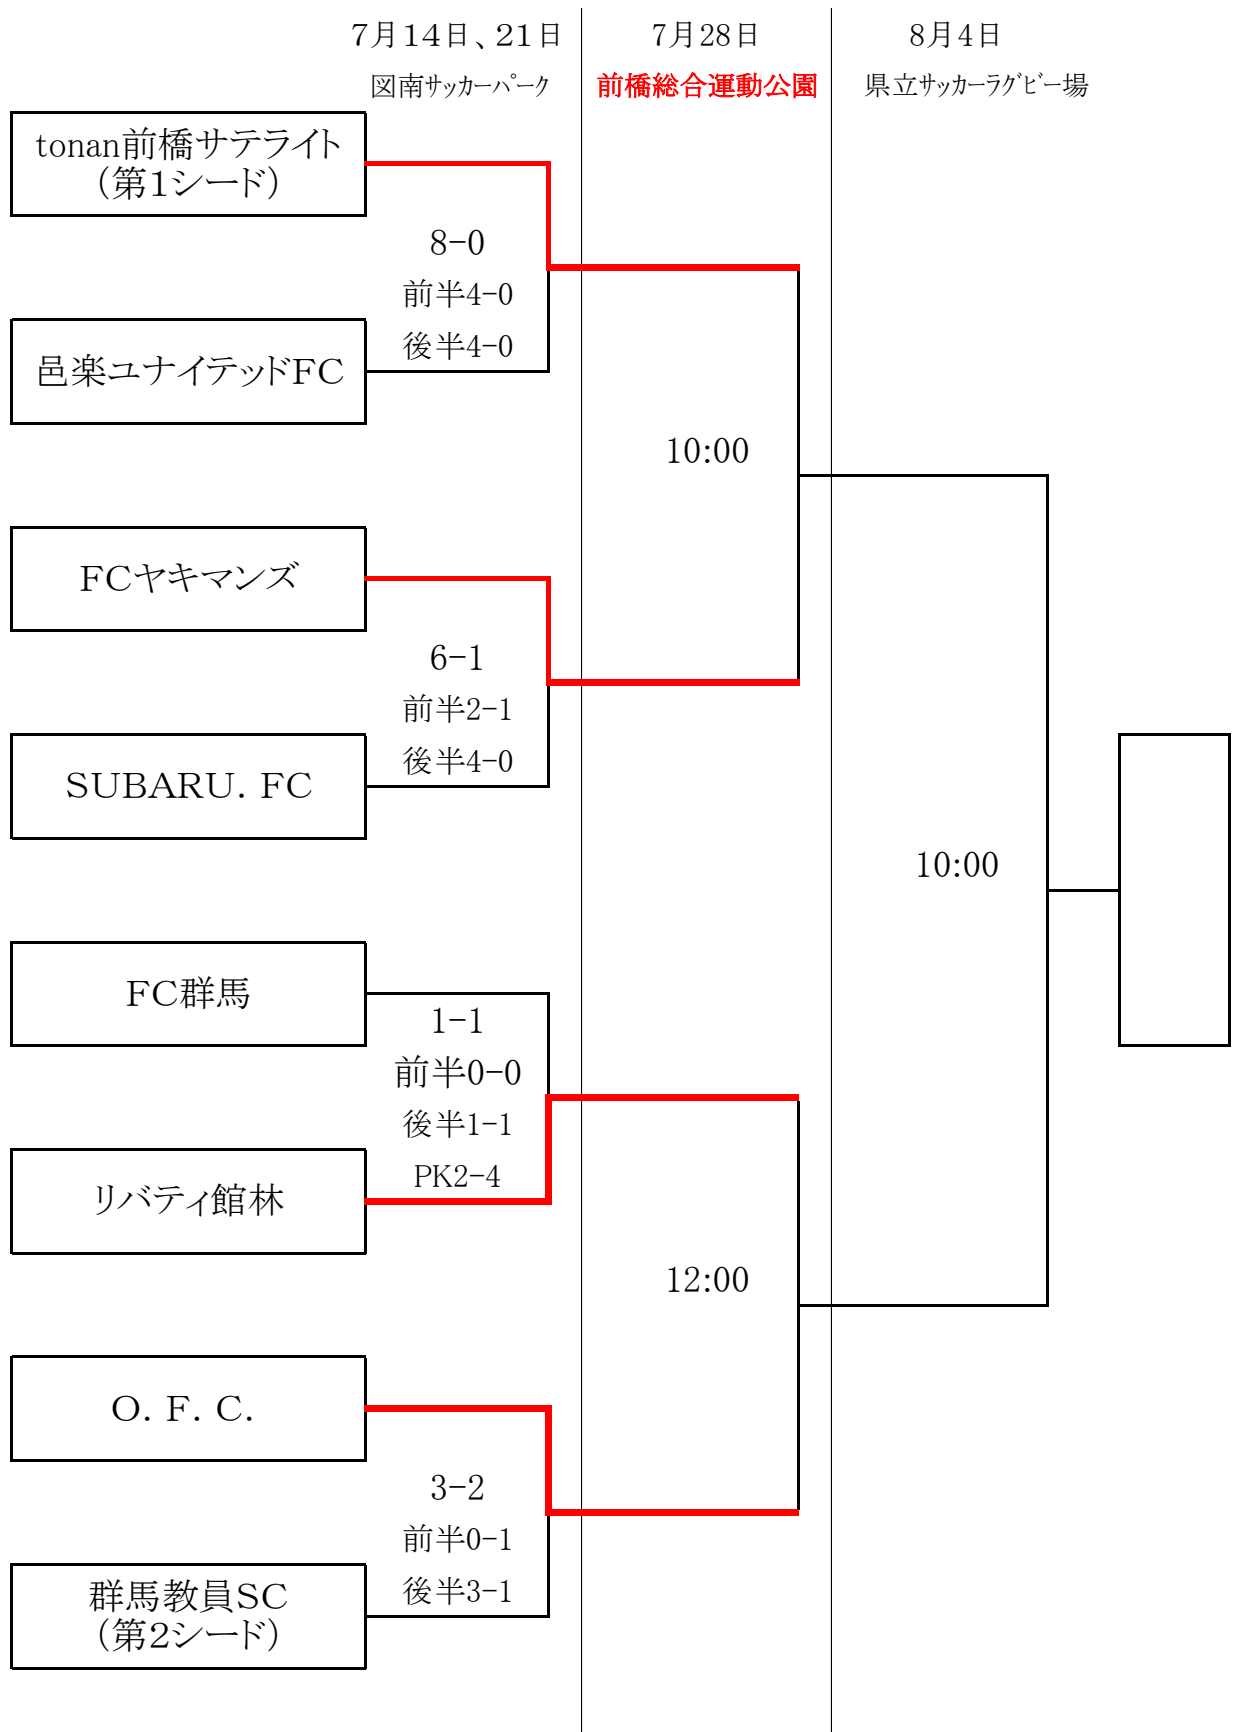 7月14日、21日
7月28日
8月4日
図南サッカーパーク
前橋総合運動公園
県立サッカーラグビー場
tonan前橋サテライト
（第1シード）
8-0
前半4-0
後半4-0
邑楽ユナイテッドFC
10:00
FCヤキマンズ
6-1
前半2-1
後半4-0
SUBARU. FC
10:00
FC群馬
1-1
前半0-0
後半1-1
PK2-4
リバティ館林
12:00
O. F. C.
3-2
前半0-1
後半3-1
群馬教員SC
（第2シード）